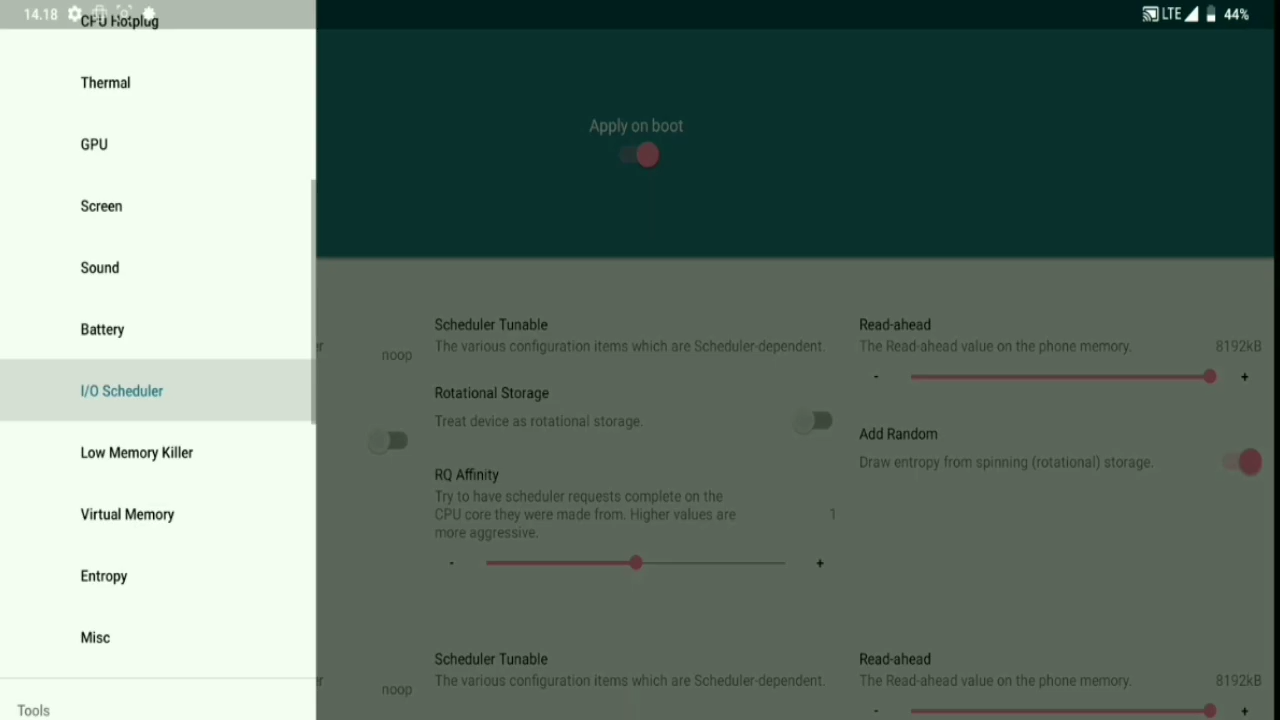 14.18
LTE 44%
CPU Hotplug
Thermal
GPU
Screen
Sound
Battery
I/O Scheduler
Low Memory Killer
Virtual Memory
Entropy
Misc
Tools
Apply on boot
noop
Scheduler Tunable
The various configuration items which are Scheduler-dependent.
Rotational Storage
Treat device as rotational storage.
RQ Affinity
Try to have scheduler requests complete on the
CPU core they were made from. Higher values are
more aggressive.
1
- +
Read-ahead
The Read-ahead value on the phone memory. 8192kB
- +
Add Random
Draw entropy from spinning (rotational) storage.
noop
Scheduler Tunable
The various configuration items which are Scheduler-dependent.
Read-ahead
The Read-ahead value on the phone memory. 8192kB
- +